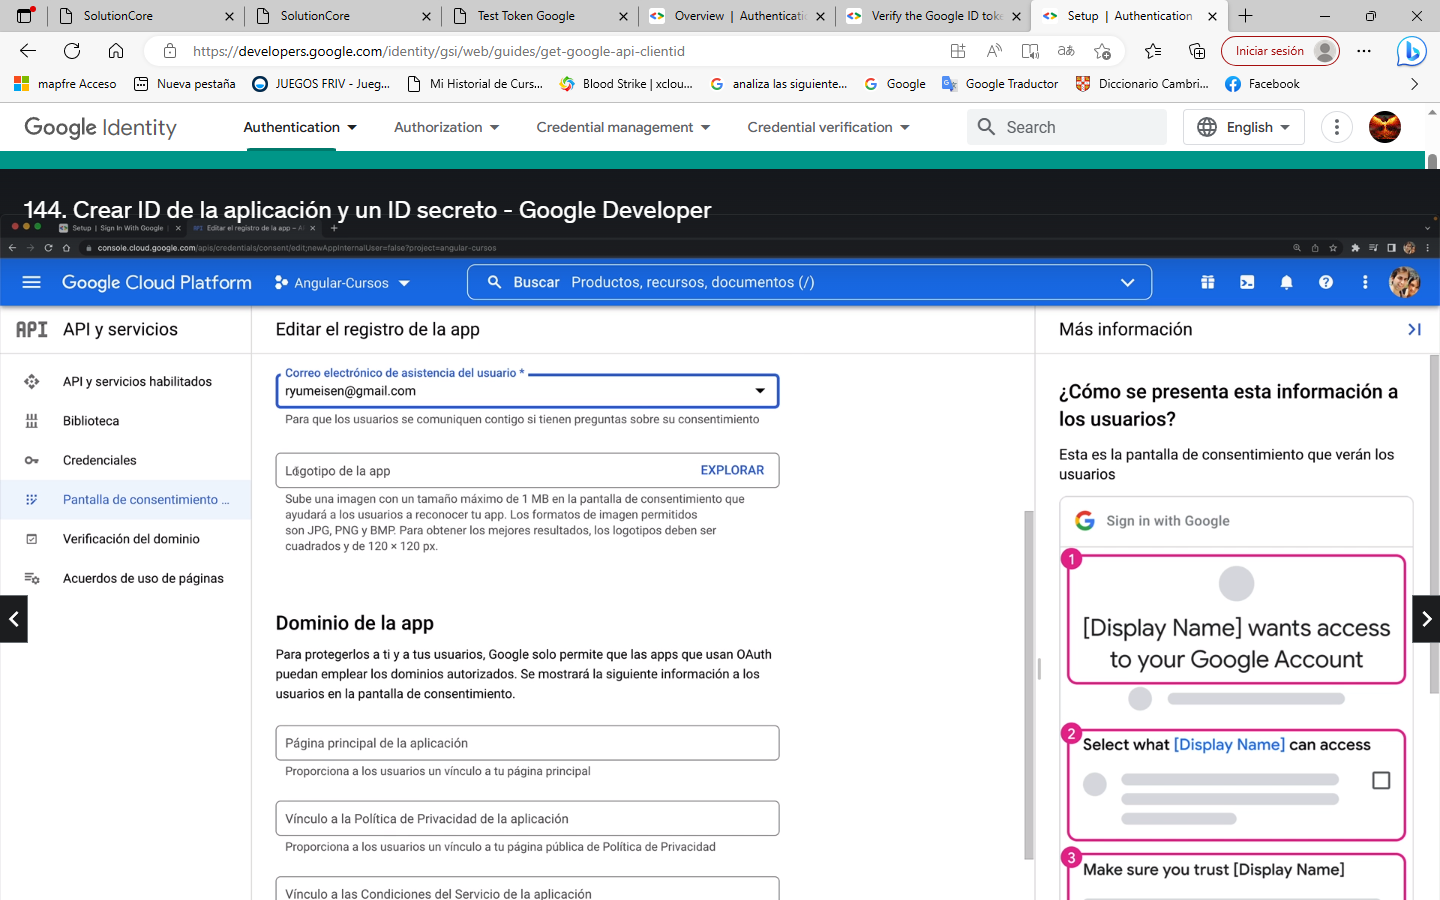 SolutionCore
SolutionCore
Test Token Google
Overview | Authenticati
Verify the Google ID toke
Setup | Authentication
https://developers.google.com/identity/gsi/web/guides/get-google-api-clientid
Iniciar sesión
mapfre Acceso
Nueva pestaña
JUEGOS FRIV - Jueg...
Mi Historial de Curs...
Blood Strike | xclou...
analiza las siguiente...
Google
Google Traductor
Diccionario Cambri...
Facebook
Google Identity
Authentication
Authorization
Credential management
Credential verification
Search
English
144. Crear ID de la aplicación y un ID secreto - Google Developer
Setup | Sign In With Google
Editar el registro de la app – A
console.cloud.google.com/apis/credentials/consent/edit;newAppInternalUser=false?project=angular-cursos
Google Cloud Platform
Angular-Cursos
Buscar Productos, recursos, documentos (/)
API API y servicios
Editar el registro de la app
Más información
API y servicios habilitados
Biblioteca
Credenciales
Pantalla de consentimiento ...
Verificación del dominio
Acuerdos de uso de páginas
Correo electrónico de asistencia del usuario *
ryumeisen@gmail.com
Para que los usuarios se comuniquen contigo si tienen preguntas sobre su consentimiento
Logotipo de la app
EXPLORAR
Sube una imagen con un tamaño máximo de 1 MB en la pantalla de consentimiento que
ayudará a los usuarios a reconocer tu app. Los formatos de imagen permitidos
son JPG, PNG y BMP. Para obtener los mejores resultados, los logotipos deben ser
cuadrados y de 120 × 120 px.
Dominio de la app
Para protegerlos a ti y a tus usuarios, Google solo permite que las apps que usan OAuth
puedan emplear los dominios autorizados. Se mostrará la siguiente información a los
usuarios en la pantalla de consentimiento.
Página principal de la aplicación
Proporciona a los usuarios un vínculo a tu página principal
Vínculo a la Política de Privacidad de la aplicación
Proporciona a los usuarios un vínculo a tu página pública de Política de Privacidad
Vínculo a las Condiciones del Servicio de la aplicación
¿Cómo se presenta esta información a
los usuarios?
Esta es la pantalla de consentimiento que verán los
usuarios
Sign in with Google
1
[Display Name] wants access
to your Google Account
2
Select what [Display Name] can access
3
Make sure you trust [Display Name]